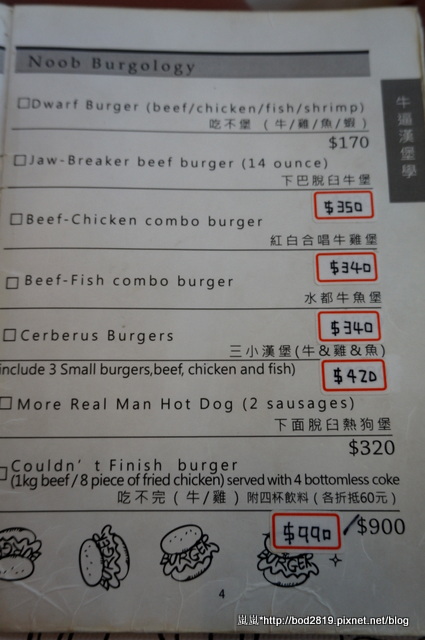 Noob Burgology
牛逼漢堡學
Dwarf Burger (beef/chicken/fish/shrimp)
吃不堡 (牛/雞/魚/蝦)
$170
Jaw-Breaker beef burger (14 ounce)
下巴脫臼牛堡
$350
Beef-Chicken combo burger
紅白合唱牛雞堡
$340
Beef-Fish combo burger
水都牛魚堡
$340
Cerberus Burgers
三小漢堡(牛&雞&魚)
include 3 Small burgers,beef, chicken and fish)
$420
More Real Man Hot Dog (2 sausages)
下面脫臼熱狗堡
$320
Couldn't Finish burger
(1kg beef / 8 piece of fried chicken) served with 4 bottomless coke
吃不完 (牛/雞) 附四杯飲料 (各折抵60元)
$990 / $900
4
嵐嵐*http://bod2819.pixnet.net/blog